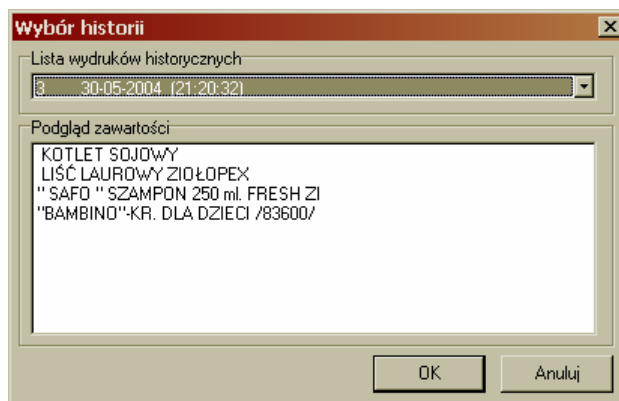 Wybór historii
Lista wydruków historycznych
3 30-05-2004 (21:20:32)
Podgląd zawartości
KOTLET SOJOWY
LIŚĆ LAUROWY ZIOŁOPEX
" SAFO " SZAMPON 250 ml. FRESH ZI
"BAMBINO"-KR. DLA DZIECI /83600/
OK Anuluj